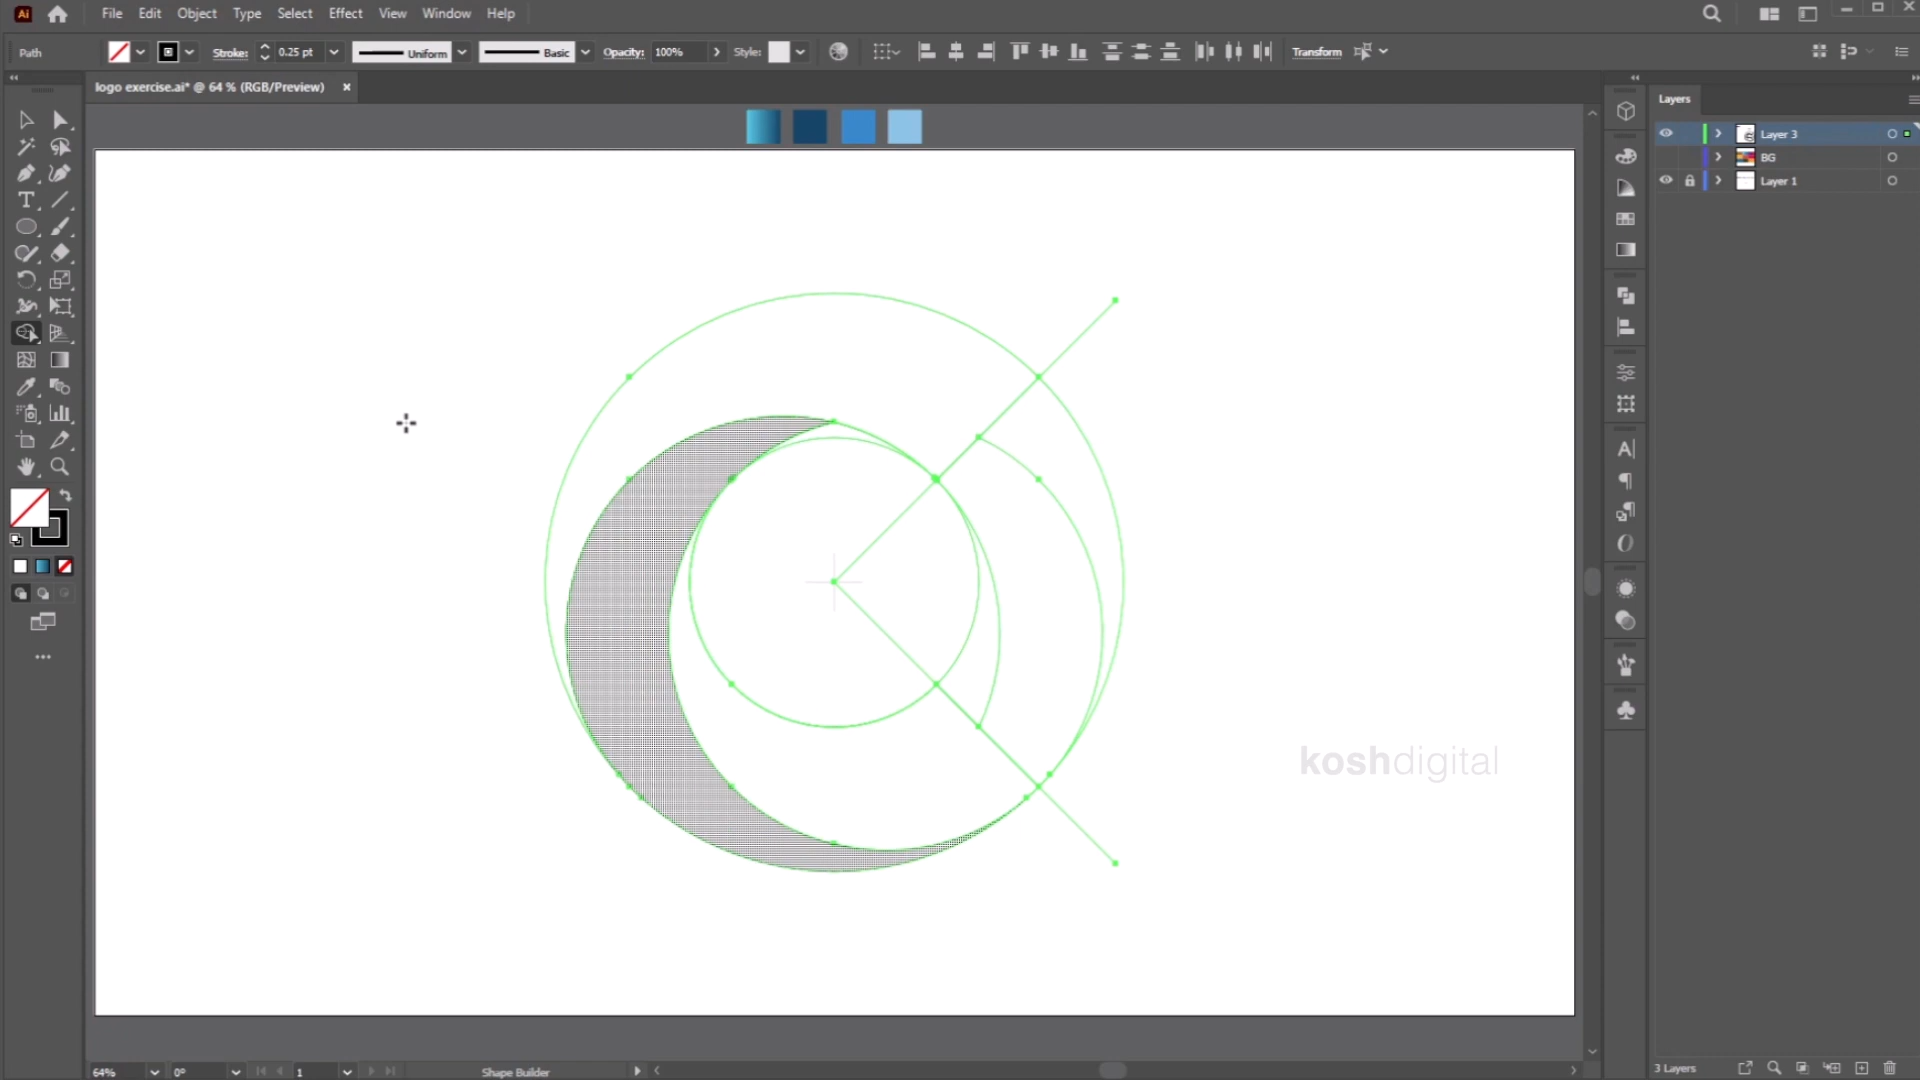 Ai File Edit Object Type Select Effect View Window Help
Path Stroke: 0.25 pt Uniform Basic Opacity: 100% Style: Transform
logo exercise.ai* @ 64 % (RGB/Preview)
Layers
Layer 3
BG
Layer 1
koshdigital
64% 0° 1 Shape Builder
3 Layers